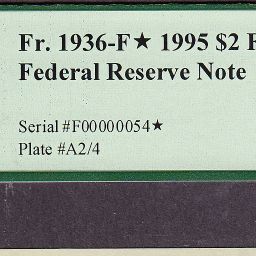 Fr. 1936-F★ 1995 $2 F
Federal Reserve Note
Serial #F00000054★
Plate #A2/4